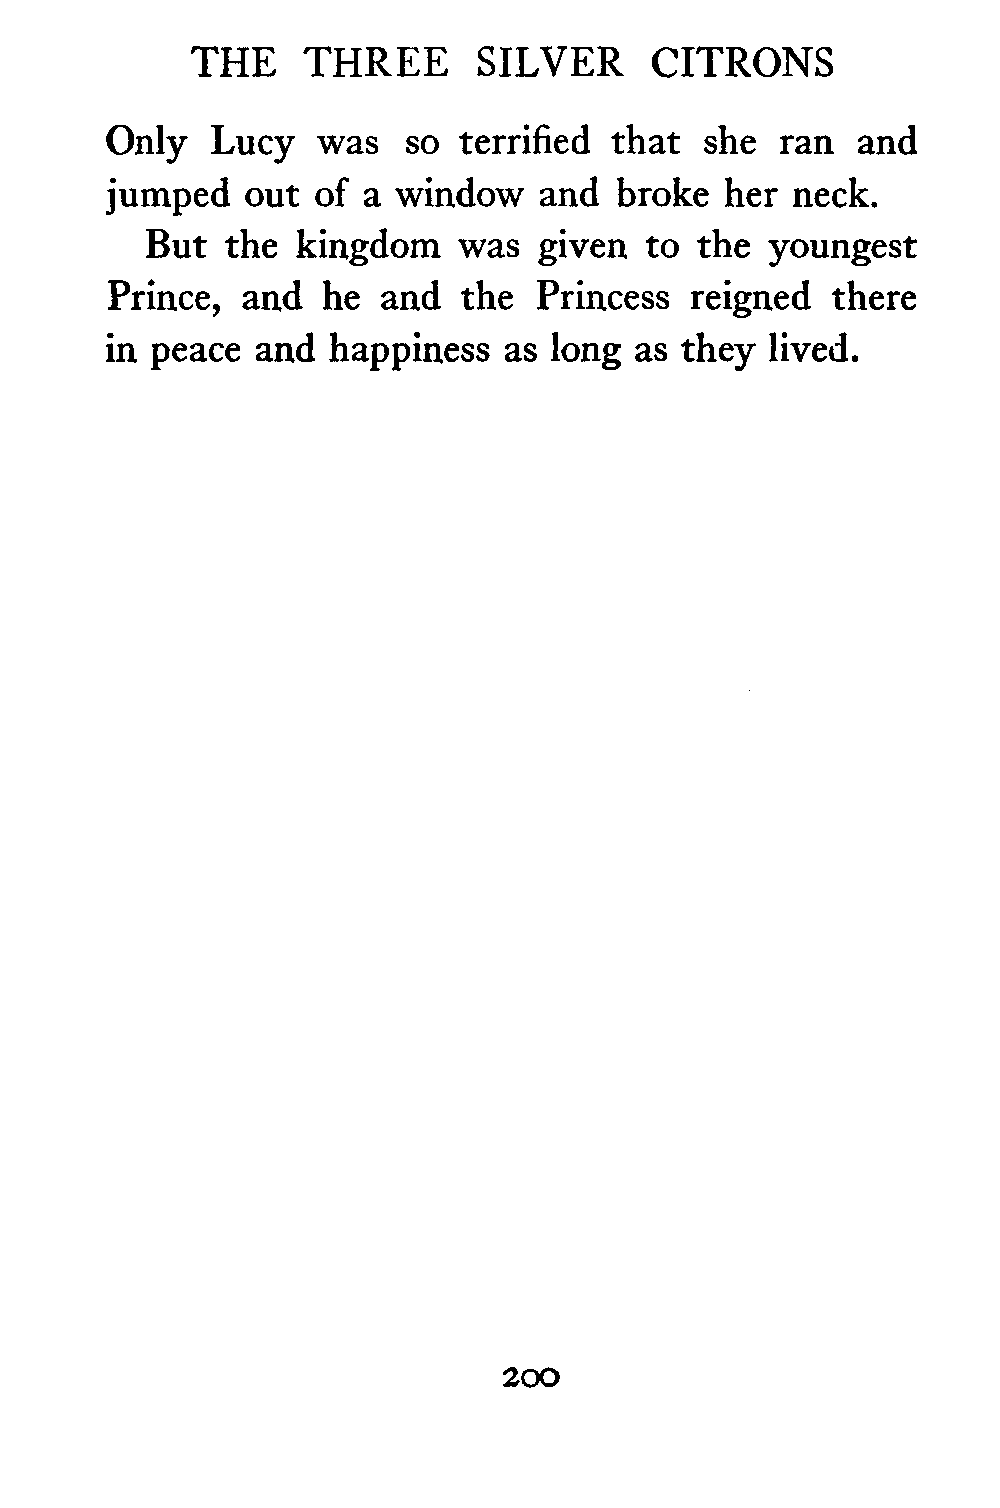 THE THREE SILVER CITRONS
Only Lucy was so terrified that she ran and
jumped out of a window and broke her neck.
But the kingdom was given to the youngest
Prince, and he and the Princess reigned there
in peace and happiness as long as they lived.
200